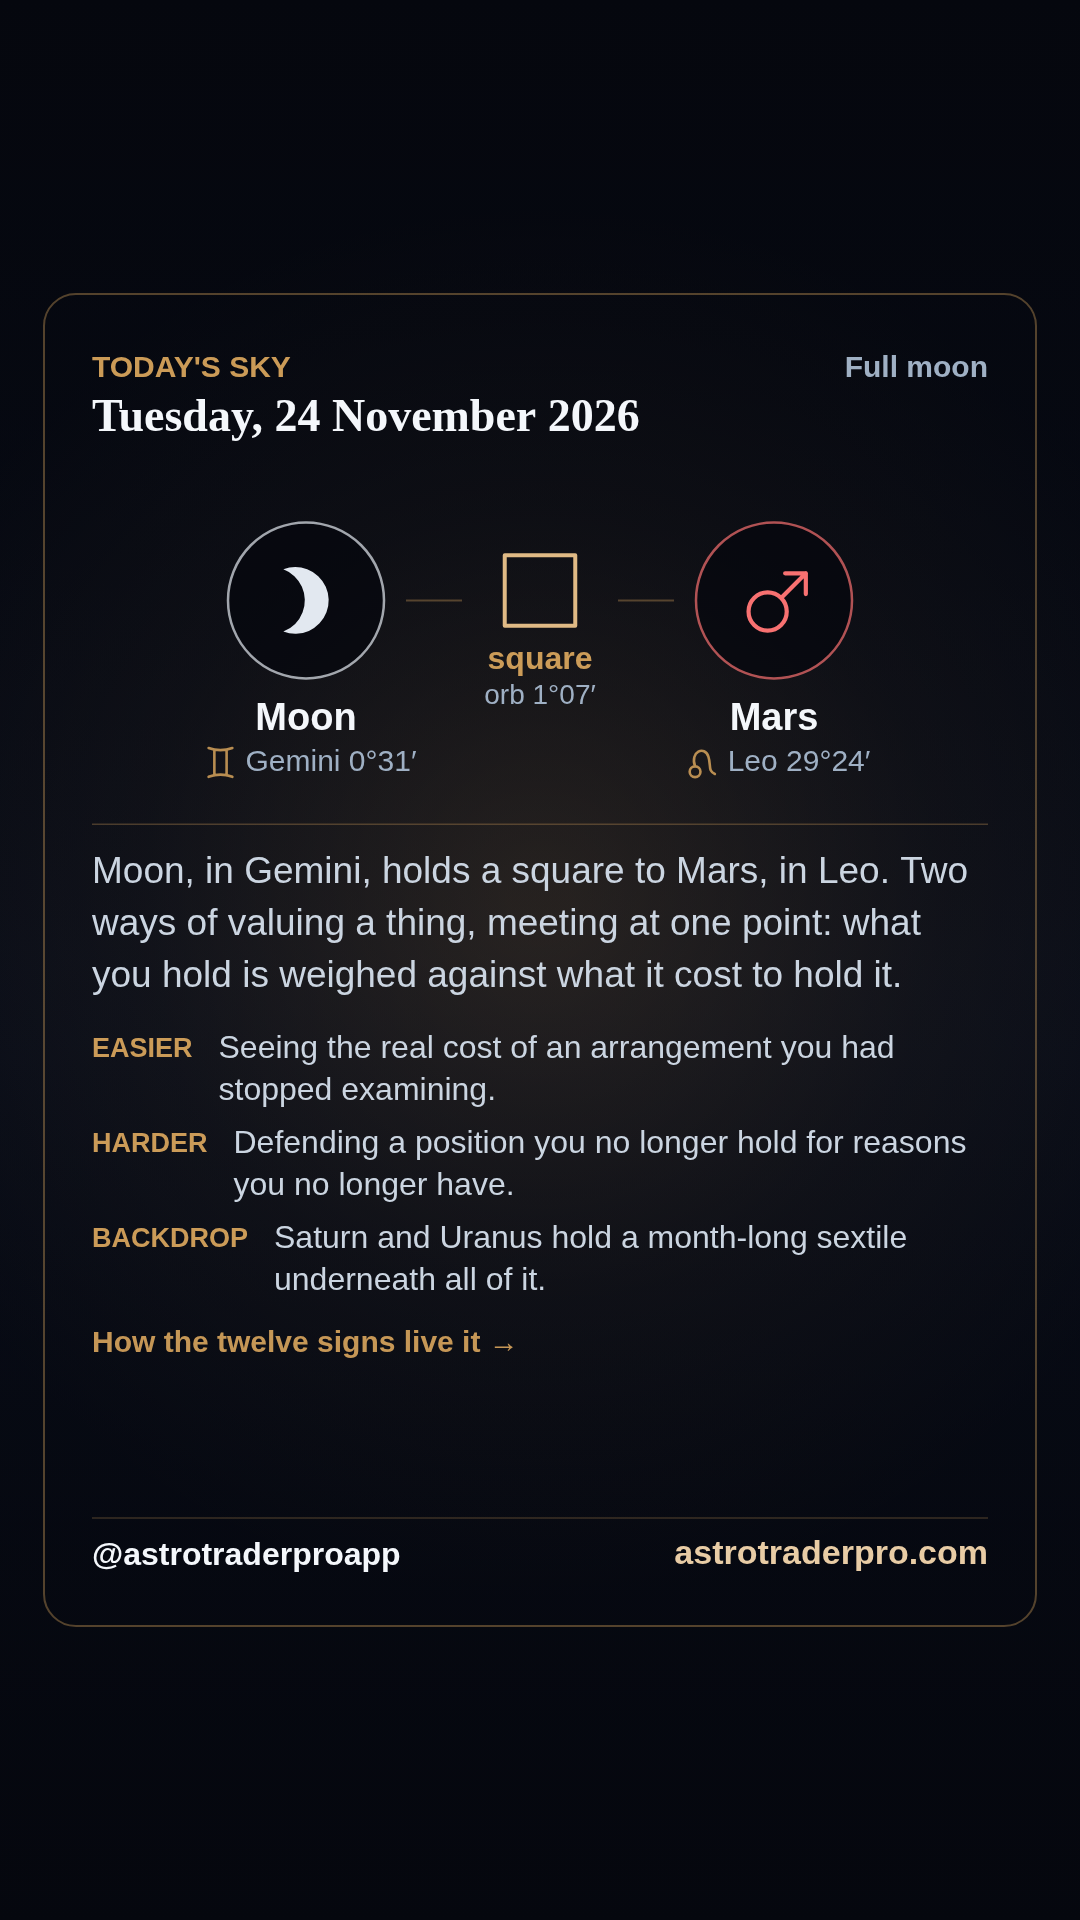 TODAY'S SKY
Full moon
Tuesday, 24 November 2026
square
orb 1°07′
Moon
Mars
Gemini 0°31′
Leo 29°24′
Moon, in Gemini, holds a square to Mars, in Leo. Two
ways of valuing a thing, meeting at one point: what
you hold is weighed against what it cost to hold it.
EASIER Seeing the real cost of an arrangement you had
stopped examining.
HARDER Defending a position you no longer hold for reasons
you no longer have.
BACKDROP Saturn and Uranus hold a month-long sextile
underneath all of it.
How the twelve signs live it →
@astrotraderproapp
astrotraderpro.com